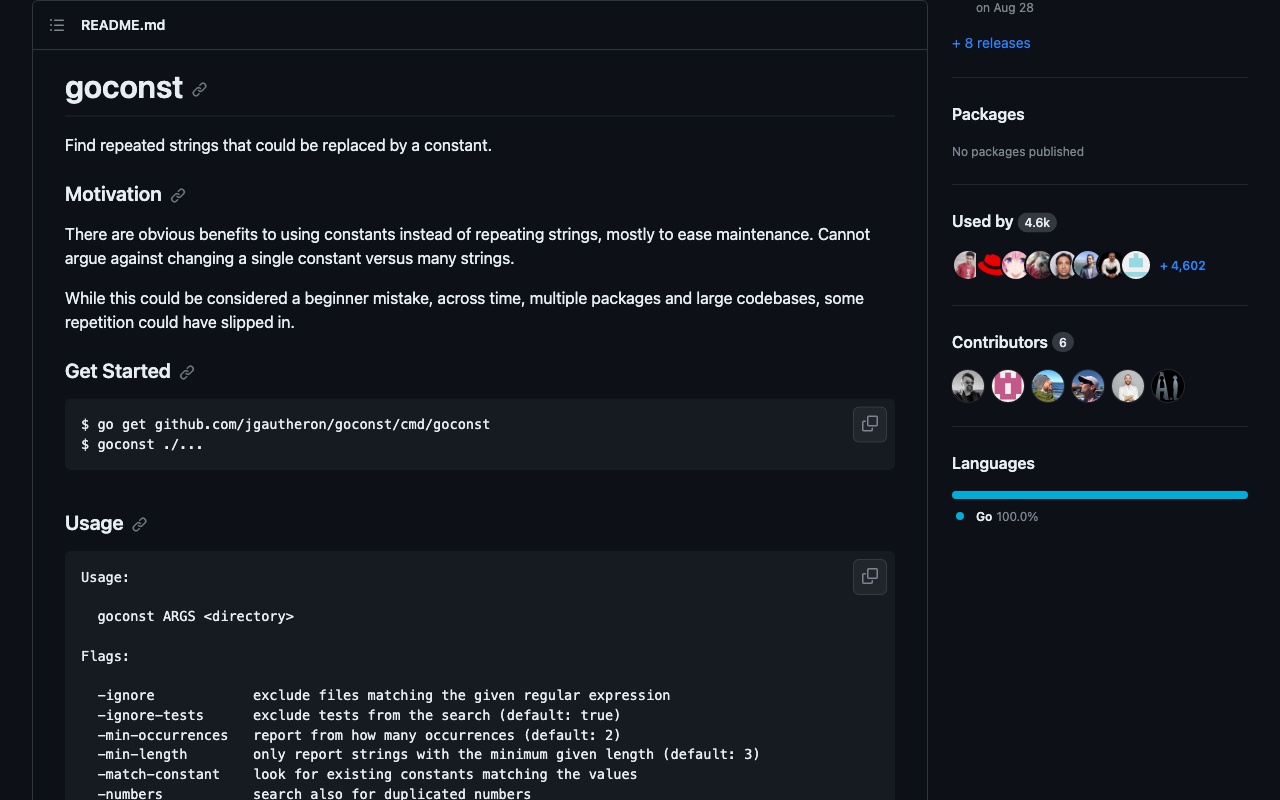 README.md
goconst
Find repeated strings that could be replaced by a constant.
Motivation
There are obvious benefits to using constants instead of repeating strings, mostly to ease maintenance. Cannot
argue against changing a single constant versus many strings.
While this could be considered a beginner mistake, across time, multiple packages and large codebases, some
repetition could have slipped in.
Get Started
$ go get github.com/jgautheron/goconst/cmd/goconst
$ goconst ./...
Usage
Usage:
goconst ARGS <directory>
Flags:
-ignore exclude files matching the given regular expression
-ignore-tests exclude tests from the search (default: true)
-min-occurrences report from how many occurrences (default: 2)
-min-length only report strings with the minimum given length (default: 3)
-match-constant look for existing constants matching the values
-numbers search also for duplicated numbers
on Aug 28
+ 8 releases
Packages
No packages published
Used by 4.6k
+ 4,602
Contributors 6
Ai
Languages
Go 100.0%